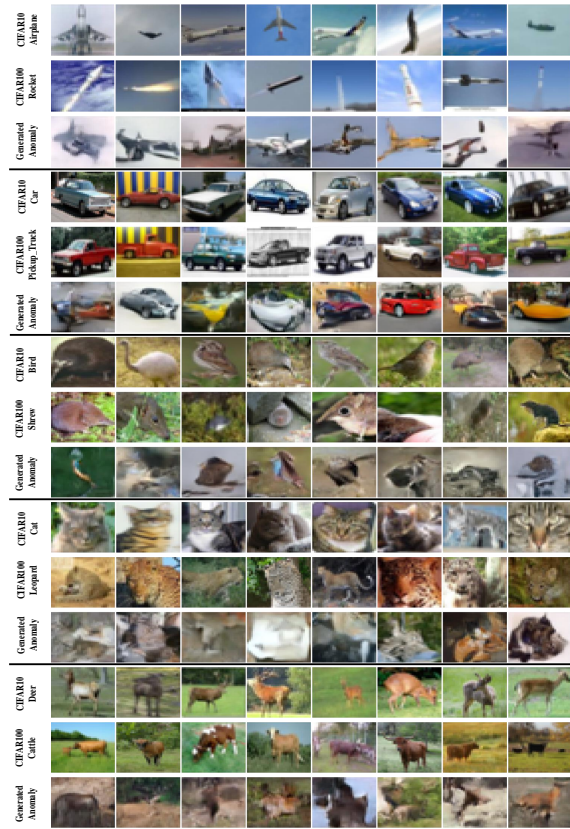 CIFAR10
Airplane
CIFAR100
Rocket
Generated
Anomaly
CIFAR10
Car
CIFAR100
Pickup_Truck
Generated
Anomaly
CIFAR10
Bird
CIFAR100
Shrew
Generated
Anomaly
CIFAR10
Cat
CIFAR100
Leopard
Generated
Anomaly
CIFAR10
Deer
CIFAR100
Cattle
Generated
Anomaly